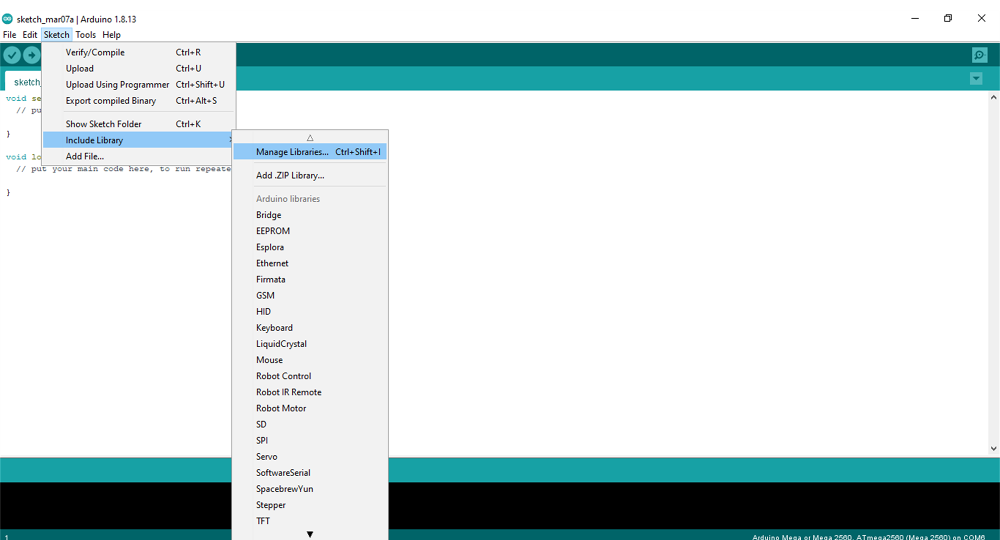 sketch_mar07a | Arduino 1.8.13
File Edit Sketch Tools Help
Verify/Compile Ctrl+R
Upload Ctrl+U
Upload Using Programmer Ctrl+Shift+U
Export compiled Binary Ctrl+Alt+S
Show Sketch Folder Ctrl+K
Include Library
Add File...
sketch_
void se
// pu
}
void lo
// put your main code here, to run repeate
}
Manage Libraries... Ctrl+Shift+I
Add .ZIP Library...
Arduino libraries
Bridge
EEPROM
Esplora
Ethernet
Firmata
GSM
HID
Keyboard
LiquidCrystal
Mouse
Robot Control
Robot IR Remote
Robot Motor
SD
SPI
Servo
SoftwareSerial
SpacebrewYun
Stepper
TFT
1
Arduino Mega or Mega 2560, ATmega2560 (Mega 2560) on COM6